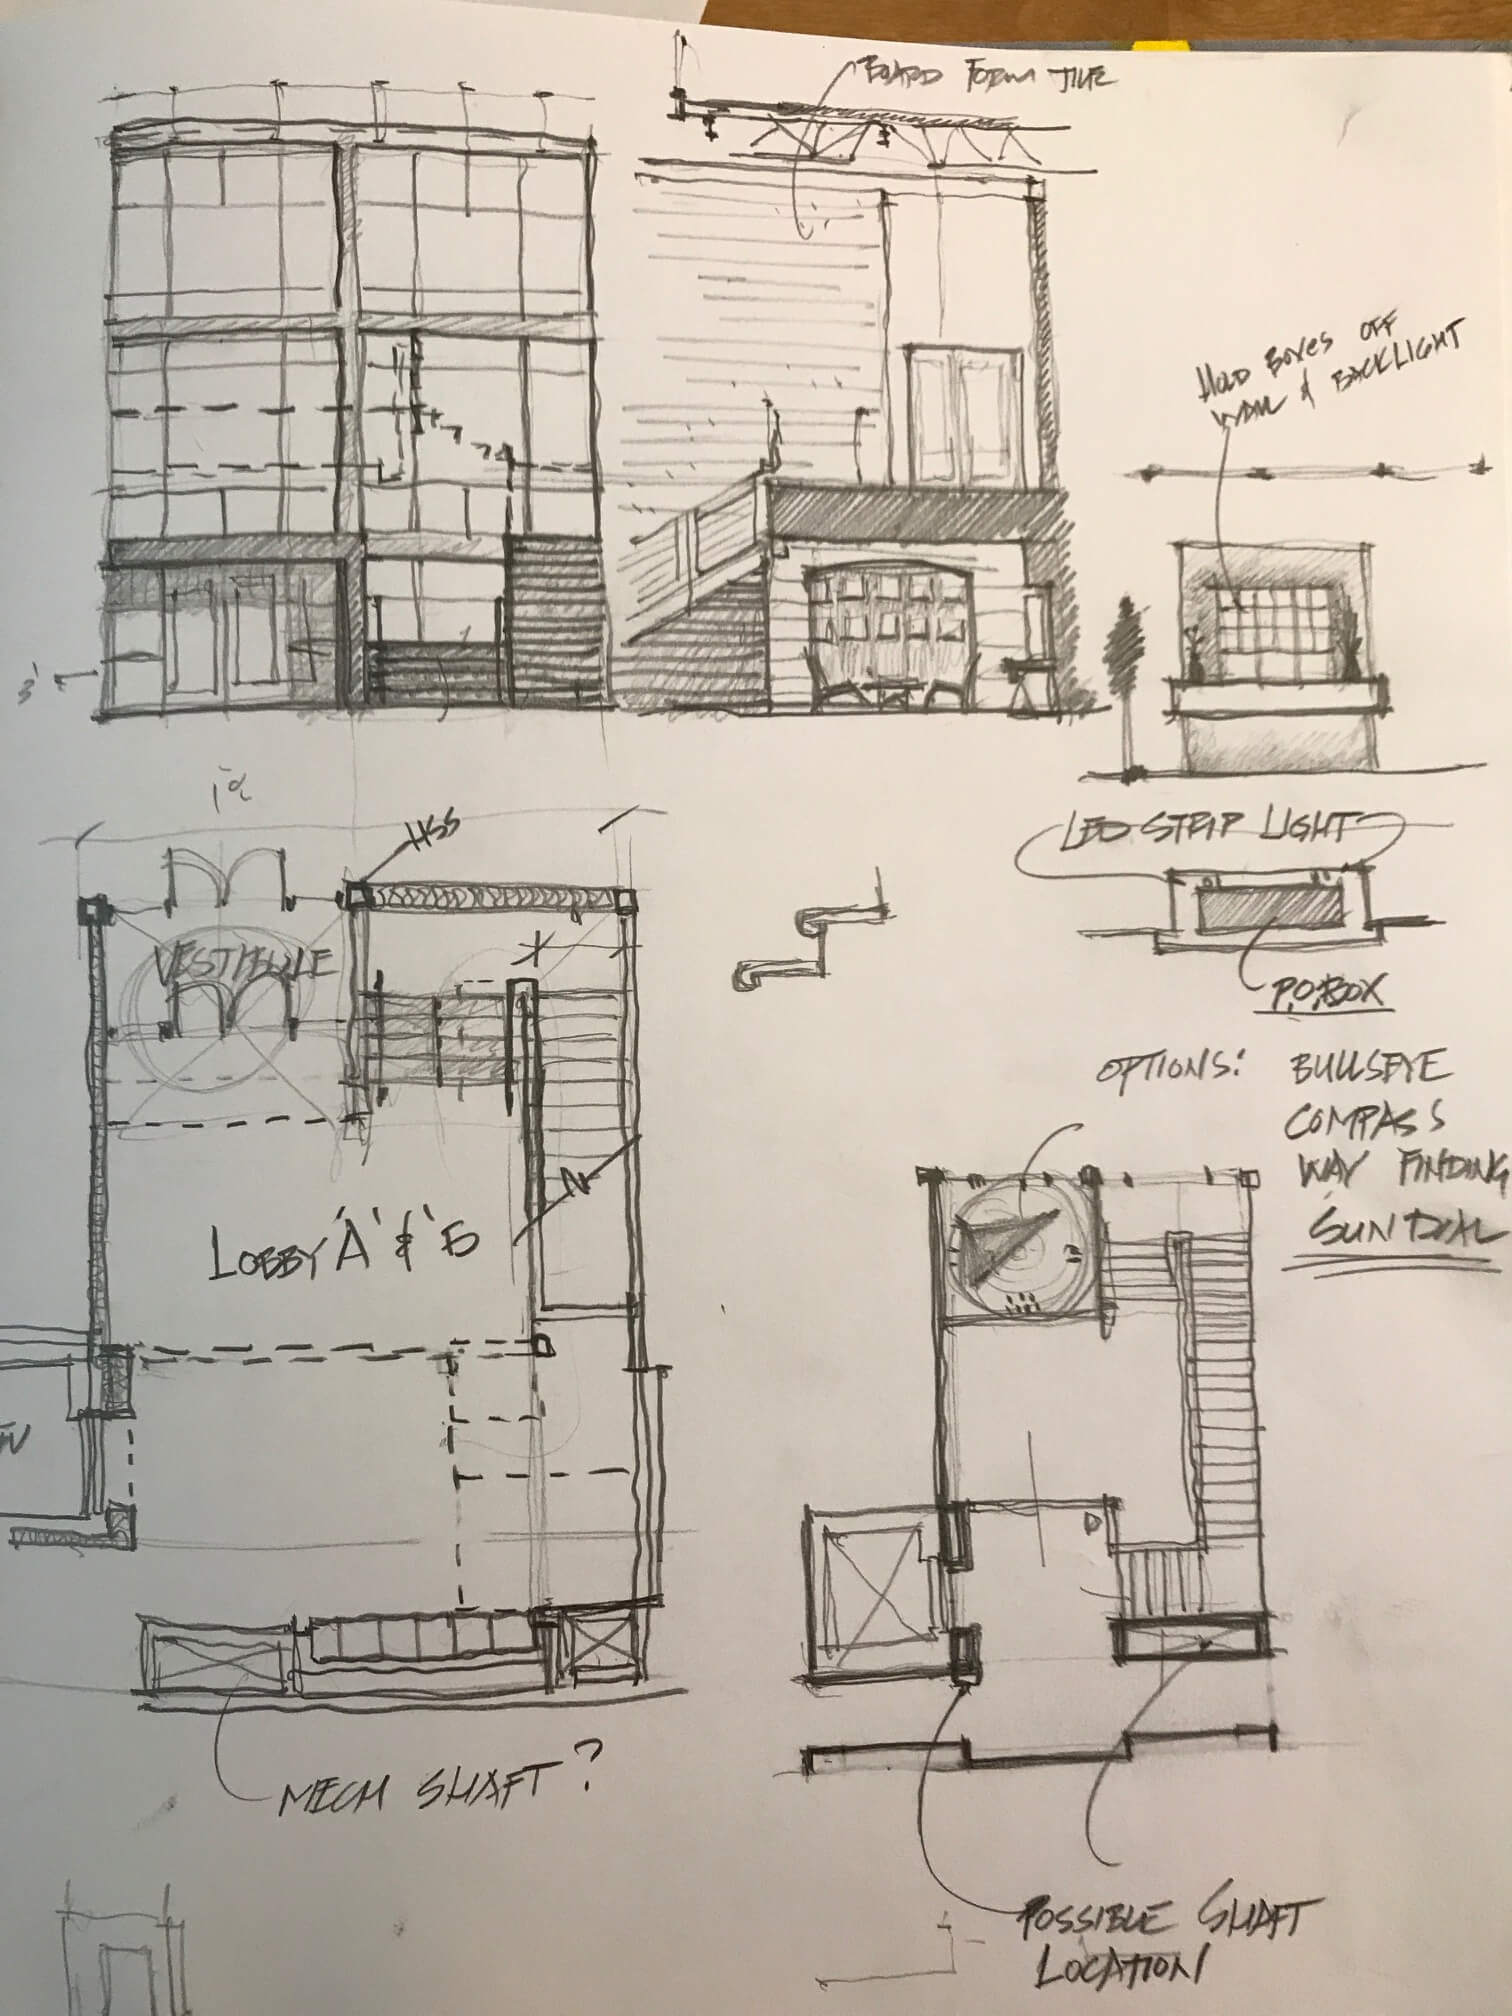 BOARD FORM TILE
HOLD BOXES OFF
WALL & BACKLIGHT
3'
HSS
LED STRIP LIGHT
VESTIBULE
P.O. BOX
OPTIONS: BULLSEYE
COMPASS
WAY FINDING
SUNDIAL
LOBBY 'A' & 'B'
MECH SHAFT?
POSSIBLE SHAFT
LOCATION